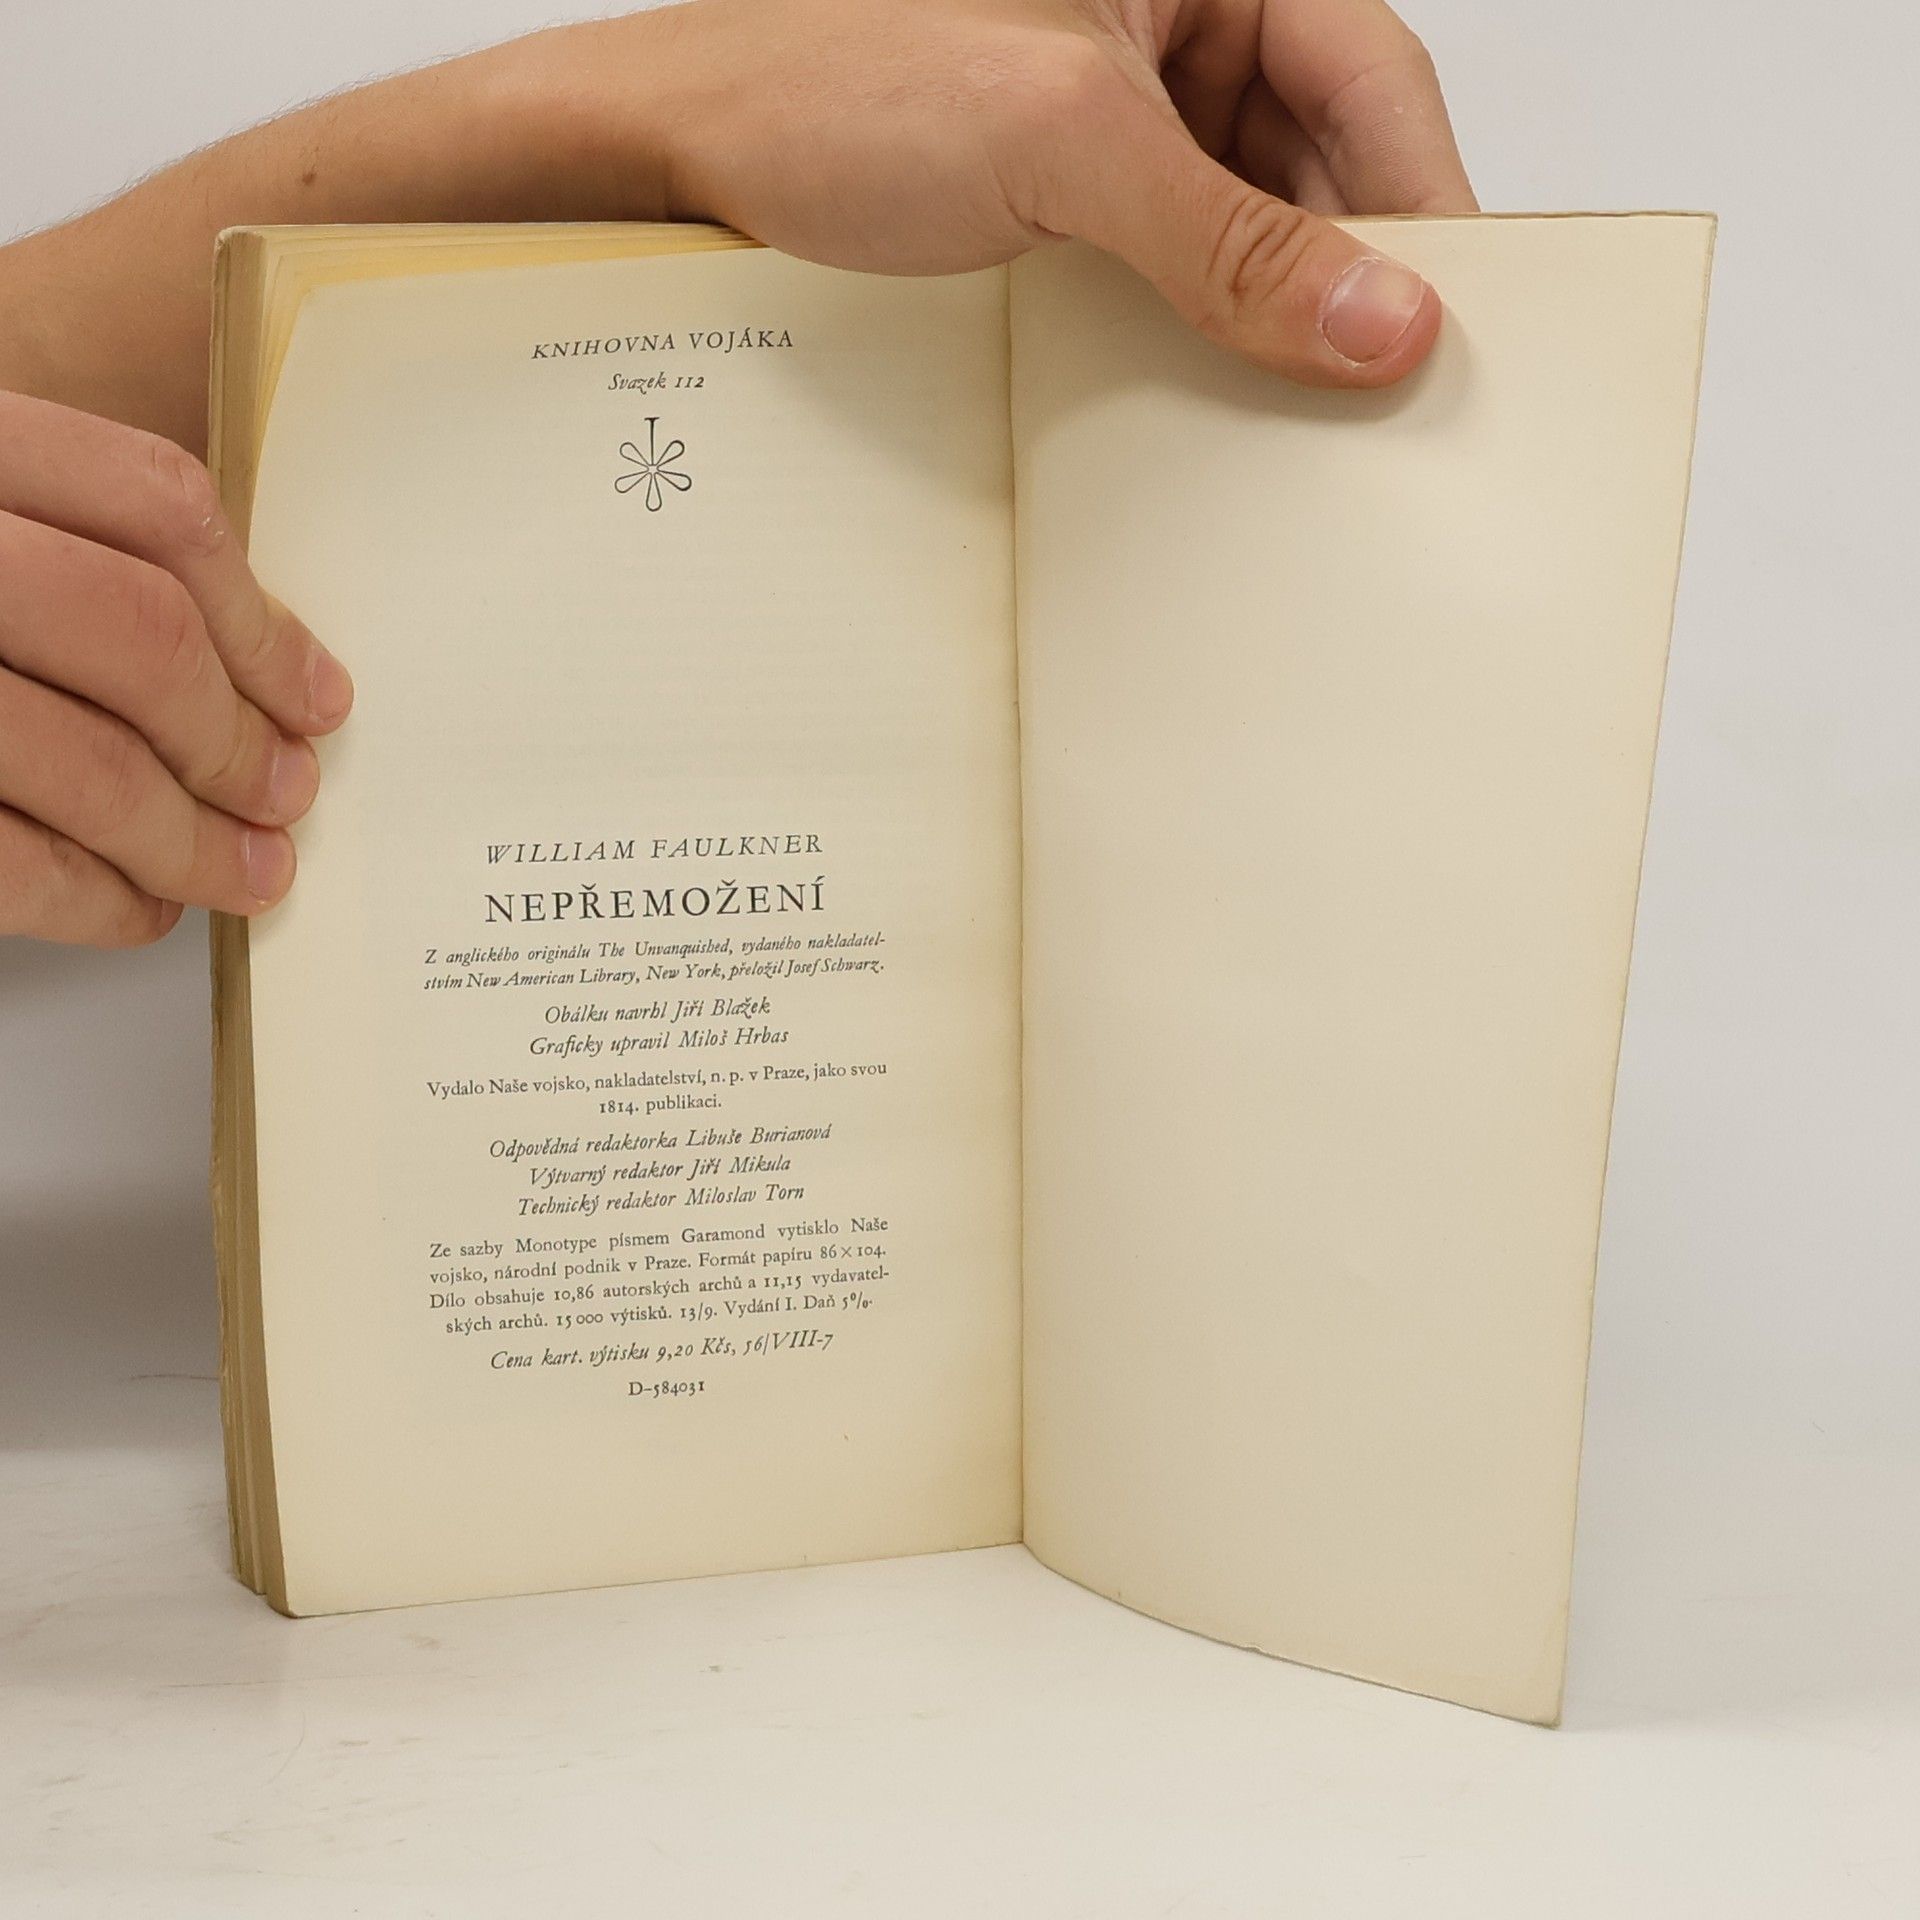 KNIHOVNA VOJÁKA
Svazek 112
WILLIAM FAULKNER
NEPŘEMOŽENÍ
Z anglického originálu The Unvanquished, vydaného nakladatel-
stvím New American Library, New York, přeložil Josef Schwarz.
Obálku navrhl Jiří Blažek
Graficky upravil Miloš Hrbas
Vydalo Naše vojsko, nakladatelství, n. p. v Praze, jako svou
1814. publikaci.
Odpovědná redaktorka Libuše Burianová
Výtvarný redaktor Jiří Mikula
Technický redaktor Miloslav Torn
Ze sazby Monotype písmem Garamond vytisklo Naše
vojsko, národní podnik v Praze. Formát papíru 86×104.
Dílo obsahuje 10,86 autorských archů a 11,15 vydavatel-
ských archů. 15 000 výtisků. 13/9. Vydání I. Daň 5%.
Cena kart. výtisku 9,20 Kčs, 56/VIII-7
D-584031